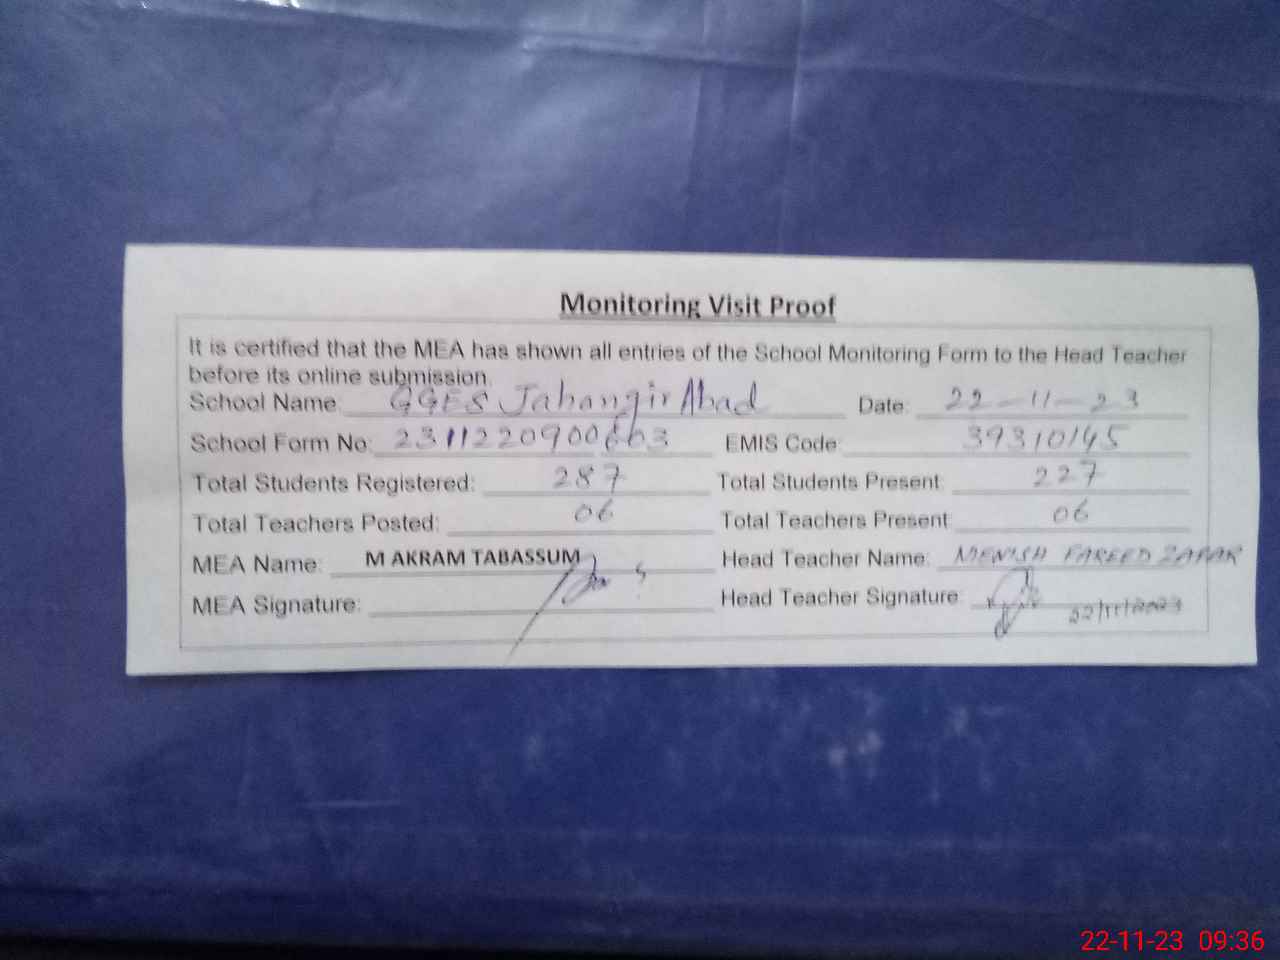 Monitoring Visit Proof
It is certified that the MEA has shown all entries of the School Monitoring Form to the Head Teacher
before its online submission.
School Name: GGES Jahangir Abad Date: 22-11-23
School Form No: 2311220900603 EMIS Code: 39310145
Total Students Registered: 287 Total Students Present: 227
Total Teachers Posted: 06 Total Teachers Present: 06
MEA Name: M AKRAM TABASSUM Head Teacher Name: MENISH FAREED ZAFAR
MEA Signature: Head Teacher Signature: 22/11/2023
22-11-23 09:36